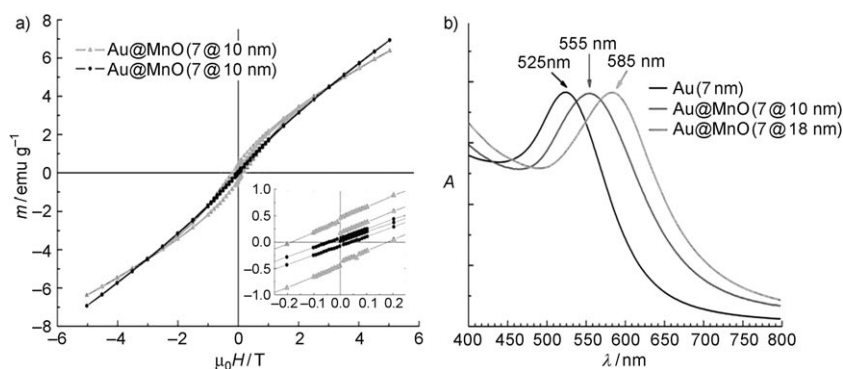 a)
8
6
4
2
0
−2
−4
−6
−8
m/emu g⁻¹
Au@MnO(7@10 nm)
Au@MnO(7@10 nm)
1.0
0.5
0.0
−0.5
−1.0
−0.2 −0.1 0.0 0.1 0.2
−6 −4 −2 0 2 4 6
μ₀H/T
b)
555 nm
525nm 585 nm
Au(7 nm)
Au@MnO(7@10 nm)
Au@MnO(7@18 nm)
A
400 450 500 550 600 650 700 750 800
λ/nm